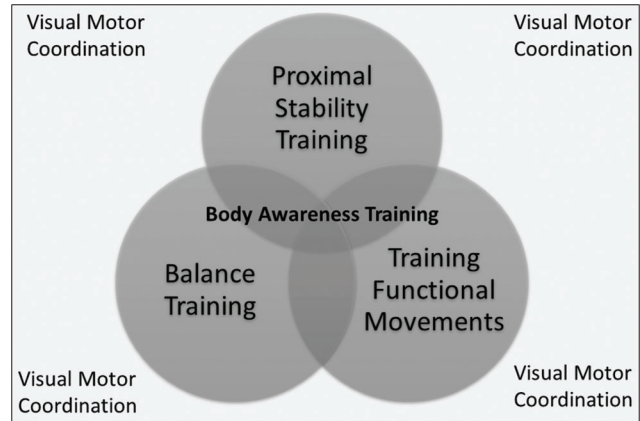 Visual Motor
Coordination
Visual Motor
Coordination
Proximal
Stability
Training
Body Awareness Training
Balance
Training
Training
Functional
Movements
Visual Motor
Coordination
Visual Motor
Coordination